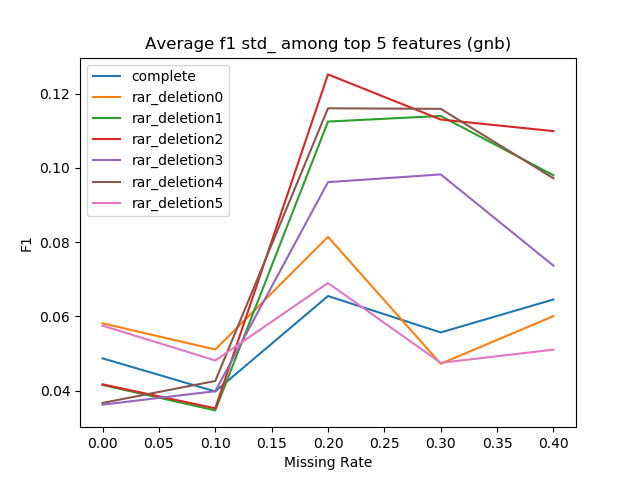 Average f1 std_ among top 5 features (gnb)
complete
rar_deletion0
rar_deletion1
rar_deletion2
rar_deletion3
rar_deletion4
rar_deletion5
F1
0.12
0.10
0.08
0.06
0.04
0.00 0.05 0.10 0.15 0.20 0.25 0.30 0.35 0.40
Missing Rate